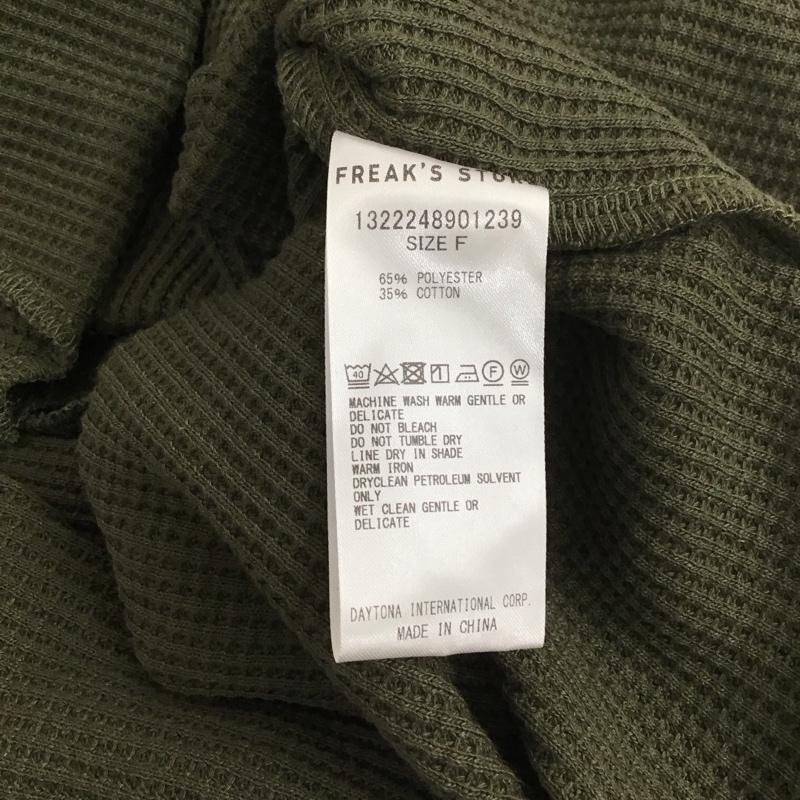 FREAK'S STORE
1322248901239
SIZE F
65% POLYESTER
35% COTTON
40 F W
MACHINE WASH WARM GENTLE OR
DELICATE
DO NOT BLEACH
DO NOT TUMBLE DRY
LINE DRY IN SHADE
WARM IRON
DRYCLEAN PETROLEUM SOLVENT
ONLY
WET CLEAN GENTLE OR
DELICATE
DAYTONA INTERNATIONAL CORP.
MADE IN CHINA